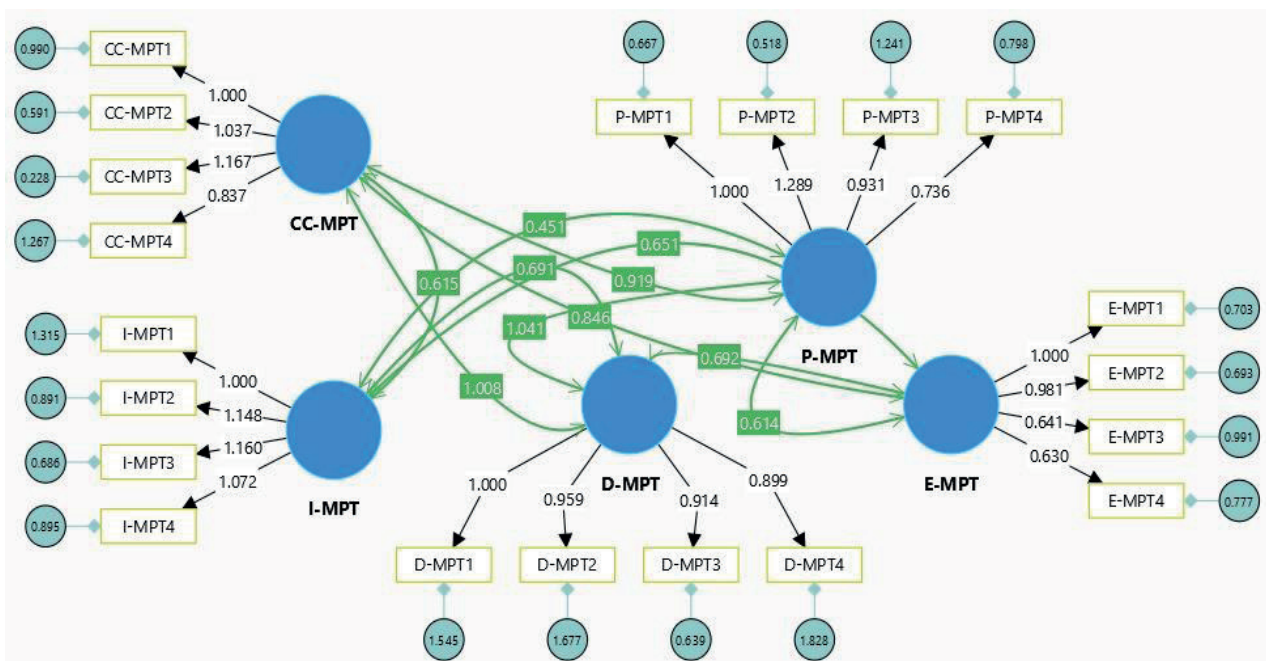 0.990
CC-MPT1
1.000
0.591
CC-MPT2
1.037
0.228
CC-MPT3
1.167
1.267
CC-MPT4
0.837
CC-MPT
0.667
0.518
1.241
0.798
P-MPT1
P-MPT2
P-MPT3
P-MPT4
1.000
1.289
0.931
0.736
P-MPT
0.451
0.651
0.691
0.615
0.919
1.041
0.846
0.692
1.008
0.614
1.315
I-MPT1
1.000
0.891
I-MPT2
1.148
0.686
I-MPT3
1.160
0.895
I-MPT4
1.072
I-MPT
E-MPT1
0.703
1.000
E-MPT2
0.693
0.981
E-MPT3
0.991
0.641
E-MPT4
0.777
0.630
E-MPT
D-MPT
1.000
0.959
0.914
0.899
D-MPT1
D-MPT2
D-MPT3
D-MPT4
1.545
1.677
0.639
1.828